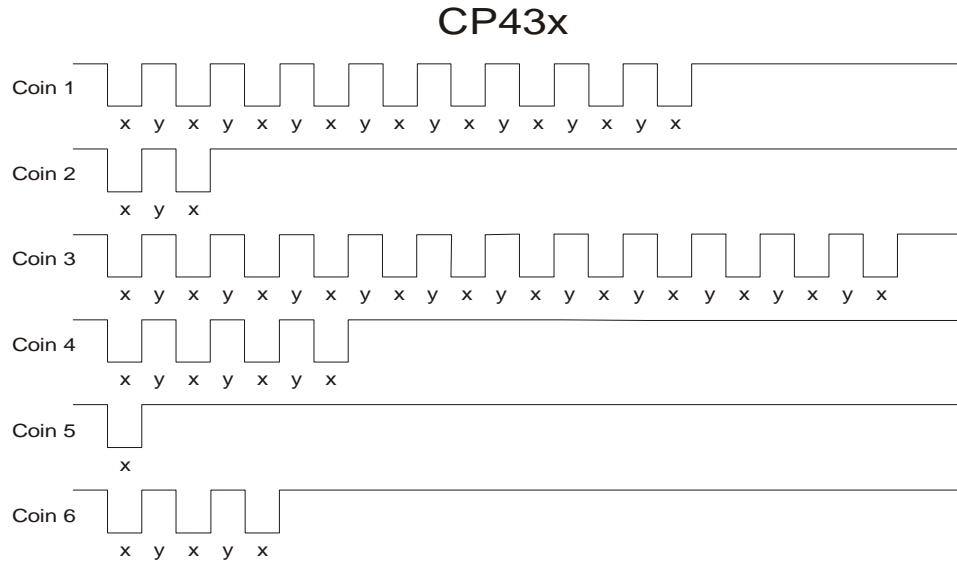 CP43x
Coin 1
x y x y x y x y x y x y x y x y x
Coin 2
x y x
Coin 3
x y x y x y x y x y x y x y x y x y x y x y x
Coin 4
x y x y x y x
Coin 5
x
Coin 6
x y x y x